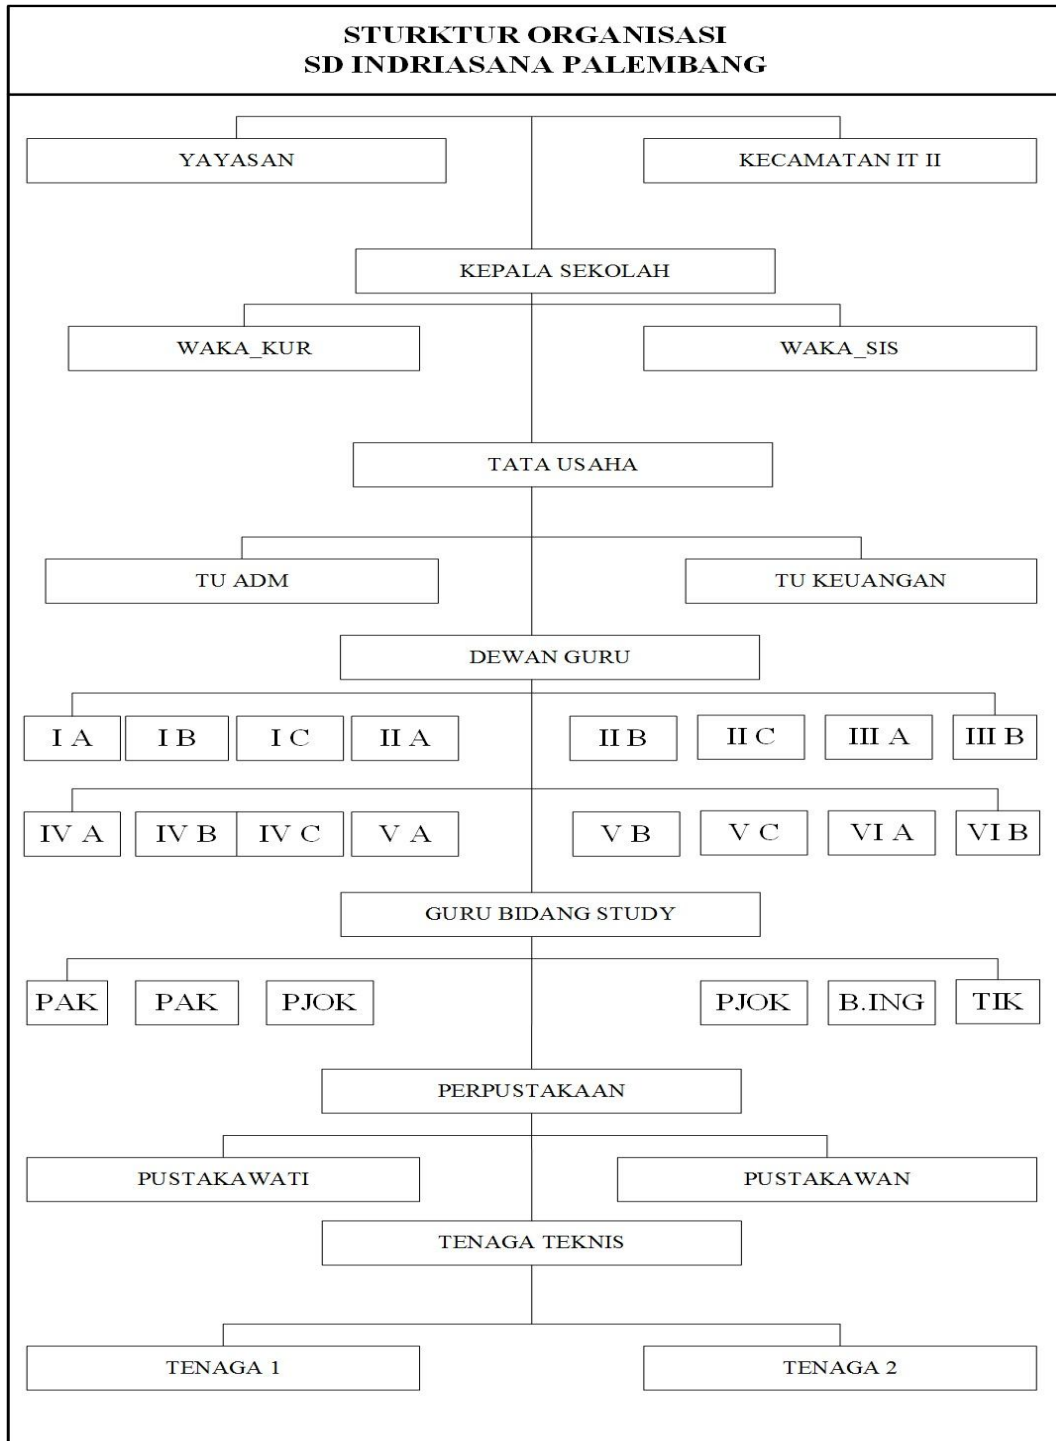 STURKTUR ORGANISASI
SD INDRIASANA PALEMBANG
YAYASAN
KECAMATAN IT II
KEPALA SEKOLAH
WAKA_KUR
WAKA_SIS
TATA USAHA
TU ADM
TU KEUANGAN
DEWAN GURU
I A
I B
I C
II A
II B
II C
III A
III B
IV A
IV B
IV C
V A
V B
V C
VI A
VI B
GURU BIDANG STUDY
PAK
PAK
PJOK
PJOK
B.ING
TIK
PERPUSTAKAAN
PUSTAKAWATI
PUSTAKAWAN
TENAGA TEKNIS
TENAGA 1
TENAGA 2